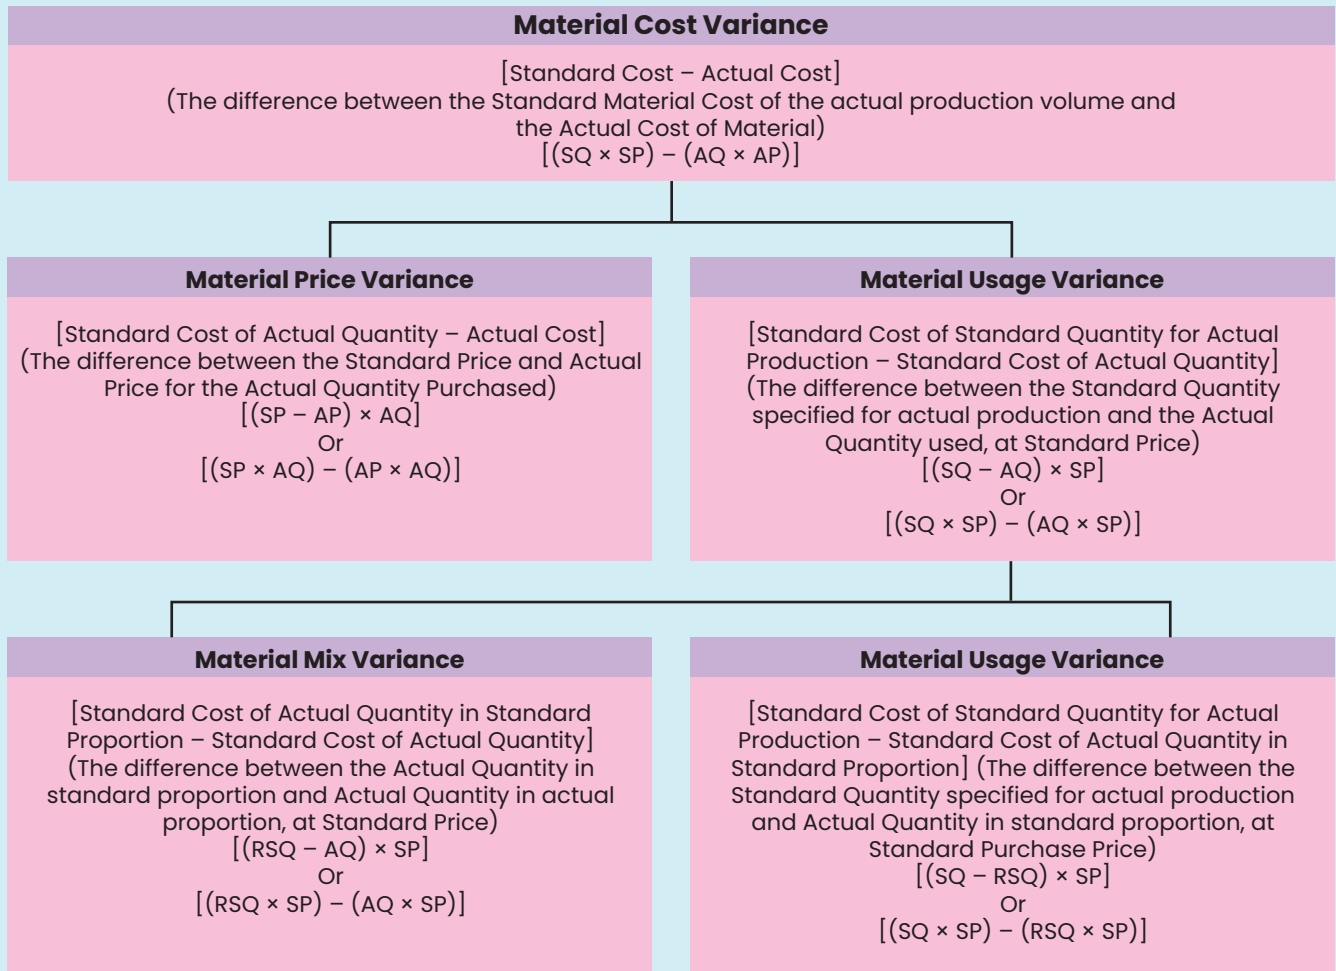 Material Cost Variance
[Standard Cost – Actual Cost]
(The difference between the Standard Material Cost of the actual production volume and
the Actual Cost of Material)
[(SQ × SP) – (AQ × AP)]
Material Price Variance
[Standard Cost of Actual Quantity – Actual Cost]
(The difference between the Standard Price and Actual
Price for the Actual Quantity Purchased)
[(SP – AP) × AQ]
Or
[(SP × AQ) – (AP × AQ)]
Material Usage Variance
[Standard Cost of Standard Quantity for Actual
Production – Standard Cost of Actual Quantity]
(The difference between the Standard Quantity
specified for actual production and the Actual
Quantity used, at Standard Price)
[(SQ – AQ) × SP]
Or
[(SQ × SP) – (AQ × SP)]
Material Mix Variance
[Standard Cost of Actual Quantity in Standard
Proportion – Standard Cost of Actual Quantity]
(The difference between the Actual Quantity in
standard proportion and Actual Quantity in actual
proportion, at Standard Price)
[(RSQ – AQ) × SP]
Or
[(RSQ × SP) – (AQ × SP)]
Material Usage Variance
[Standard Cost of Standard Quantity for Actual
Production – Standard Cost of Actual Quantity in
Standard Proportion] (The difference between the
Standard Quantity specified for actual production
and Actual Quantity in standard proportion, at
Standard Purchase Price)
[(SQ – RSQ) × SP]
Or
[(SQ × SP) – (RSQ × SP)]